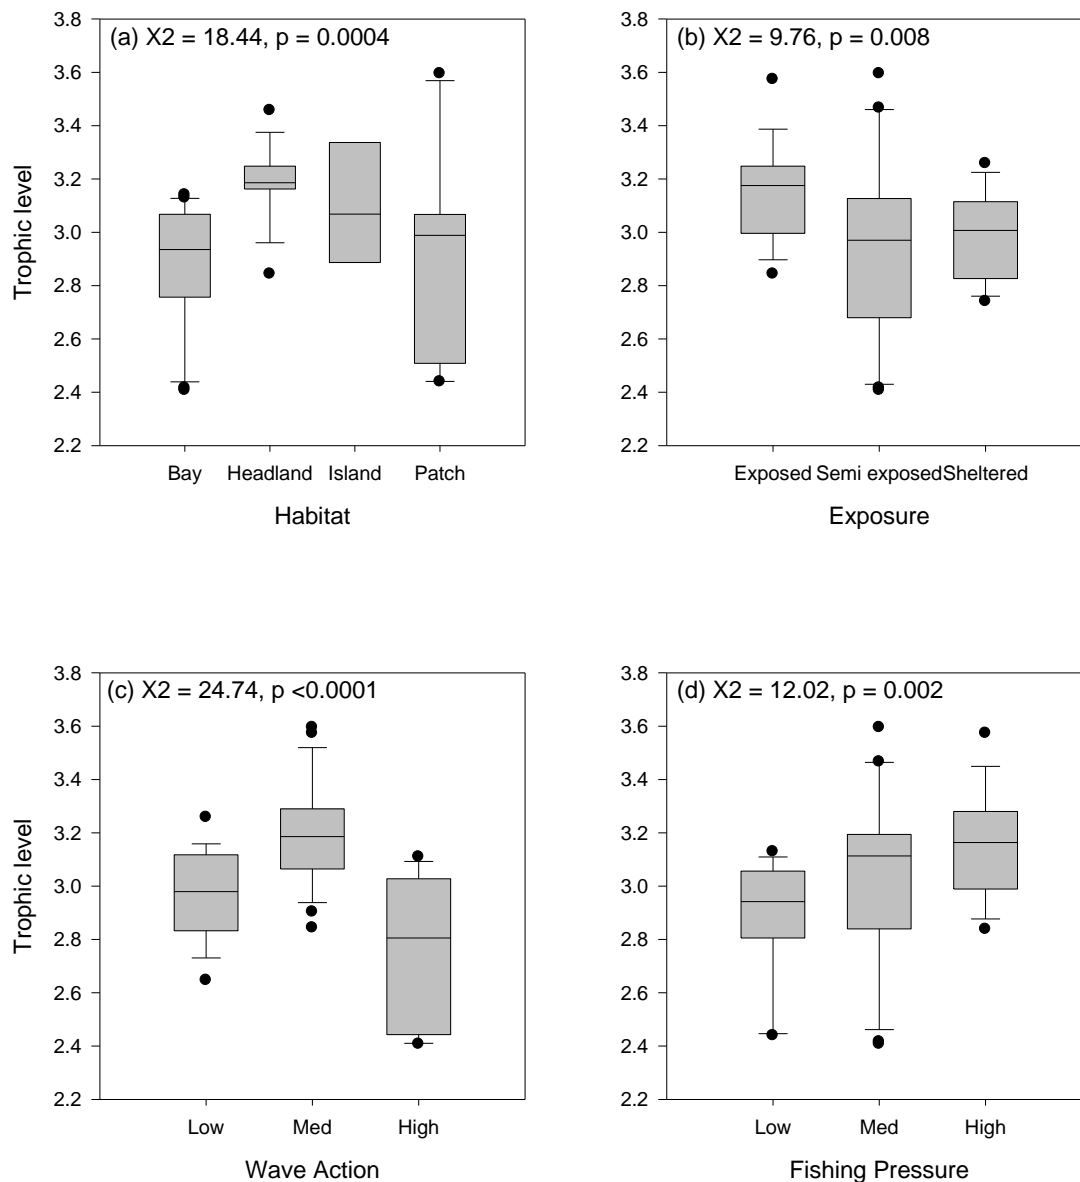 (a) X2 = 18.44, p = 0.0004
3.8
3.6
3.4
3.2
3.0
2.8
2.6
2.4
2.2
Trophic level
Bay Headland Island Patch
Habitat
(b) X2 = 9.76, p = 0.008
3.8
3.6
3.4
3.2
3.0
2.8
2.6
2.4
2.2
Exposed Semi exposed Sheltered
Exposure
(c) X2 = 24.74, p <0.0001
3.8
3.6
3.4
3.2
3.0
2.8
2.6
2.4
2.2
Trophic level
Low Med High
Wave Action
(d) X2 = 12.02, p = 0.002
3.8
3.6
3.4
3.2
3.0
2.8
2.6
2.4
2.2
Low Med High
Fishing Pressure